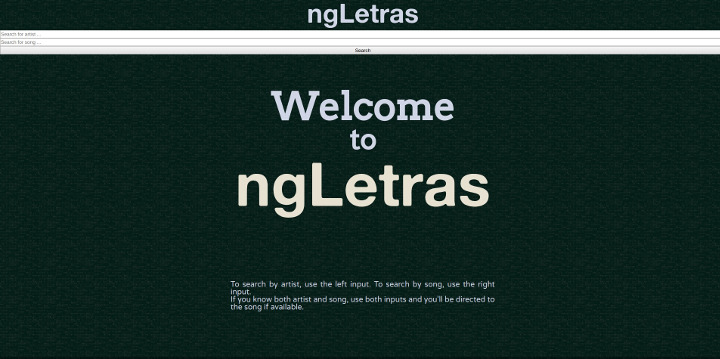 ngLetras
Search for artist ...
Search for song ...
Search
Welcome
to
ngLetras
To search by artist, use the left input. To search by song, use the right
input.
If you know both artist and song, use both inputs and you'll be directed to
the song if available.